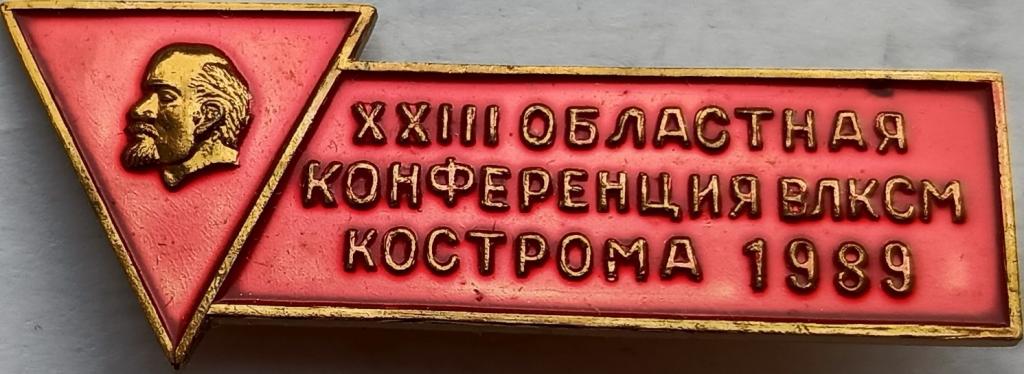 XXIII ОБЛАСТНАЯ
КОНФЕРЕНЦИЯ ВЛКСМ
КОСТРОМА 1989